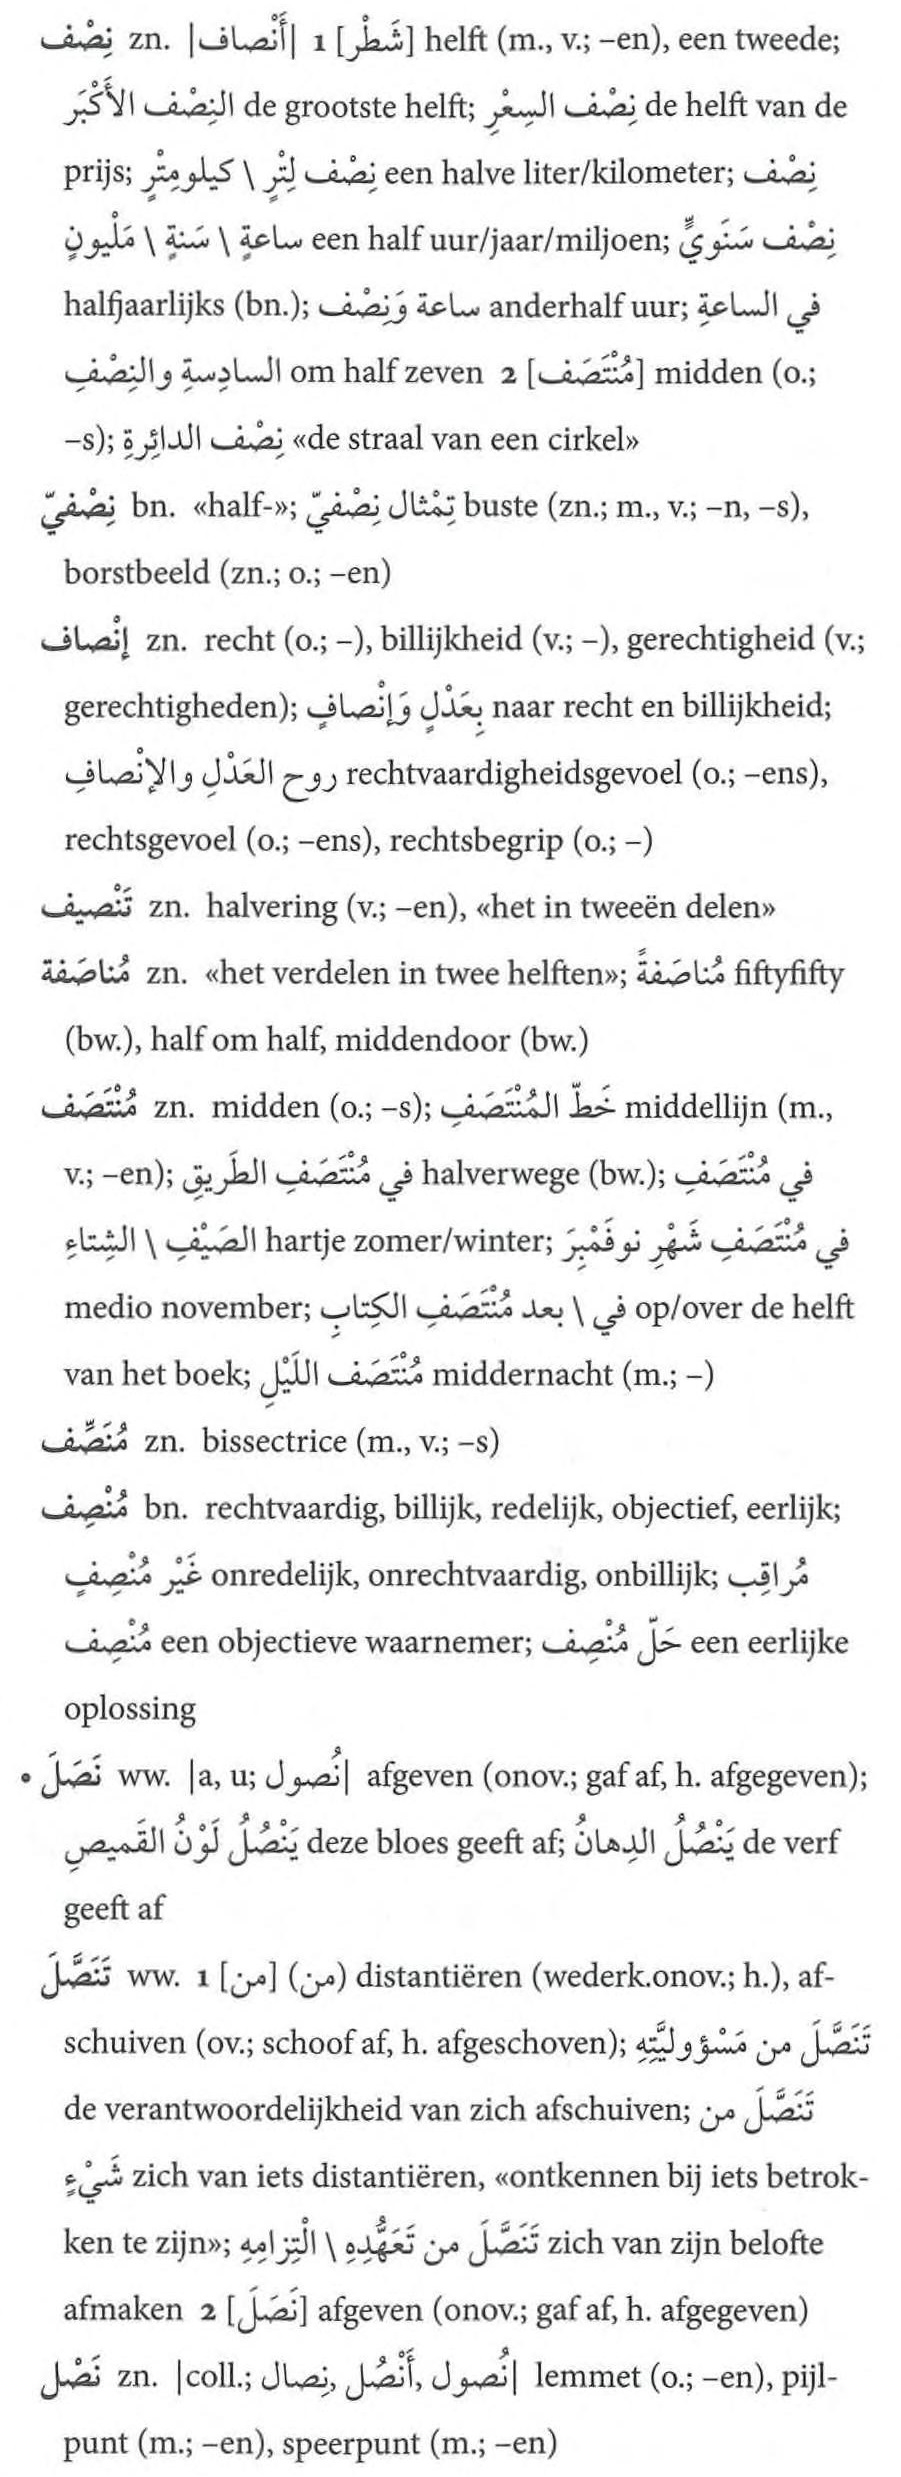 نِصْف zn. |أَنْصاف| 1 [شَطْر] helft (m., v.; –en), een tweede;
النِصْف الأَكْبَر de grootste helft; نِصْف السِعْرِ de helft van de
prijs; نِصْف لِتْرٍ \ كيلومِتْرٍ een halve liter/kilometer; نِصْف
ساعةٍ \ سَنةٍ \ مَلْيونٍ een half uur/jaar/miljoen; نِصْف سَنَويٍّ
halfjaarlijks (bn.); ساعة وَنِصْف anderhalf uur; في الساعةِ
السادِسةِ والنِصْفِ om half zeven 2 [مُنْتَصَف] midden (o.;
–s); نِصْف الدائِرةِ «de straal van een cirkel»
نِصْفيّ bn. «half-»; تِمْثال نِصْفيّ buste (zn.; m., v.; –n, –s),
borstbeeld (zn.; o.; –en)
إنْصاف zn. recht (o.; –), billijkheid (v.; –), gerechtigheid (v.;
gerechtigheden); بِعَدْلٍ وَإنْصافٍ naar recht en billijkheid;
روح العَدْلِ والإنْصافِ rechtvaardigheidsgevoel (o.; –ens),
rechtsgevoel (o.; –ens), rechtsbegrip (o.; –)
تَنْصيف zn. halvering (v.; –en), «het in tweeën delen»
مُناصَفة zn. «het verdelen in twee helften»; مُناصَفةً fiftyfifty
(bw.), half om half, middendoor (bw.)
مُنْتَصَف zn. midden (o.; –s); خَطّ المُنْتَصَفِ middellijn (m.,
v.; –en); في مُنْتَصَفِ الطَريقِ halverwege (bw.); في مُنْتَصَفِ
الصَيْفِ \ الشِتاءِ hartje zomer/winter; في مُنْتَصَفِ شَهْرِ نوفَمْبِرَ
medio november; في \ بعد مُنْتَصَفِ الكِتابِ op/over de helft
van het boek; مُنْتَصَف اللَيْلِ middernacht (m.; –)
مُنَصِّف zn. bissectrice (m., v.; –s)
مُنْصِف bn. rechtvaardig, billijk, redelijk, objectief, eerlijk;
غَيْر مُنْصِفٍ onredelijk, onrechtvaardig, onbillijk; مُراقِب
مُنْصِف een objectieve waarnemer; حَلّ مُنْصِف een eerlijke
oplossing
• نَصَلَ ww. |a, u; نُصول| afgeven (onov.; gaf af, h. afgegeven);
يَنْصُلُ لَوْنُ القَميصِ deze bloes geeft af; يَنْصُلُ الدِهانُ de verf
geeft af
تَنَصَّلَ ww. 1 [من] (من) distantiëren (wederk.onov.; h.), af-
schuiven (ov.; schoof af, h. afgeschoven); تَنَصَّلَ من مَسْؤوليَّتِهِ
de verantwoordelijkheid van zich afschuiven; تَنَصَّلَ من
شَيْءٍ zich van iets distantiëren, «ontkennen bij iets betrok-
ken te zijn»; تَنَصَّلَ من تَعَهُّدِهِ \ الْتِزامِهِ zich van zijn belofte
afmaken 2 [نَصَلَ] afgeven (onov.; gaf af, h. afgegeven)
نَصْل zn. |coll.; نُصول ,أَنْصُل ,نِصال| lemmet (o.; –en), pijl-
punt (m.; –en), speerpunt (m.; –en)